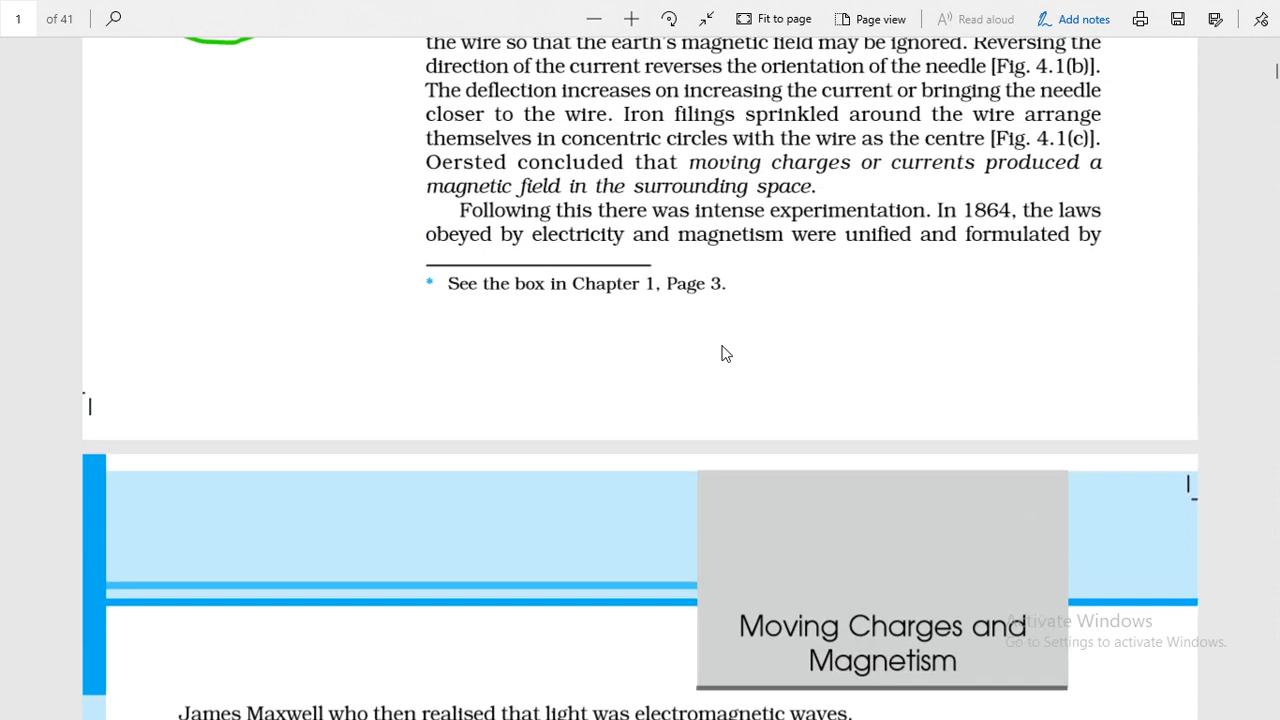 1 of 41 Fit to page Page view Read aloud Add notes
the wire so that the earth's magnetic field may be ignored. Reversing the
direction of the current reverses the orientation of the needle [Fig. 4.1(b)].
The deflection increases on increasing the current or bringing the needle
closer to the wire. Iron filings sprinkled around the wire arrange
themselves in concentric circles with the wire as the centre [Fig. 4.1(c)].
Oersted concluded that moving charges or currents produced a
magnetic field in the surrounding space.
Following this there was intense experimentation. In 1864, the laws
obeyed by electricity and magnetism were unified and formulated by
* See the box in Chapter 1, Page 3.
Moving Charges and
Magnetism
Activate Windows
Go to Settings to activate Windows.
James Maxwell who then realised that light was electromagnetic waves.